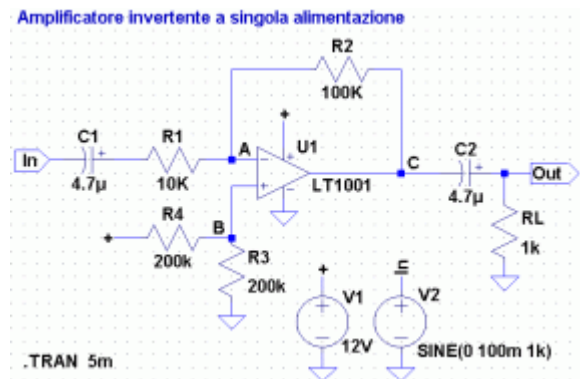 Amplificatore invertente a singola alimentazione
R2
100K
C1
R1
A
U1
C
C2
In
Out
4.7µ
10K
LT1001
4.7µ
R4
B
RL
200k
R3
1k
200k
+
In
V1
V2
12V
SINE(0 100m 1k)
.TRAN 5m